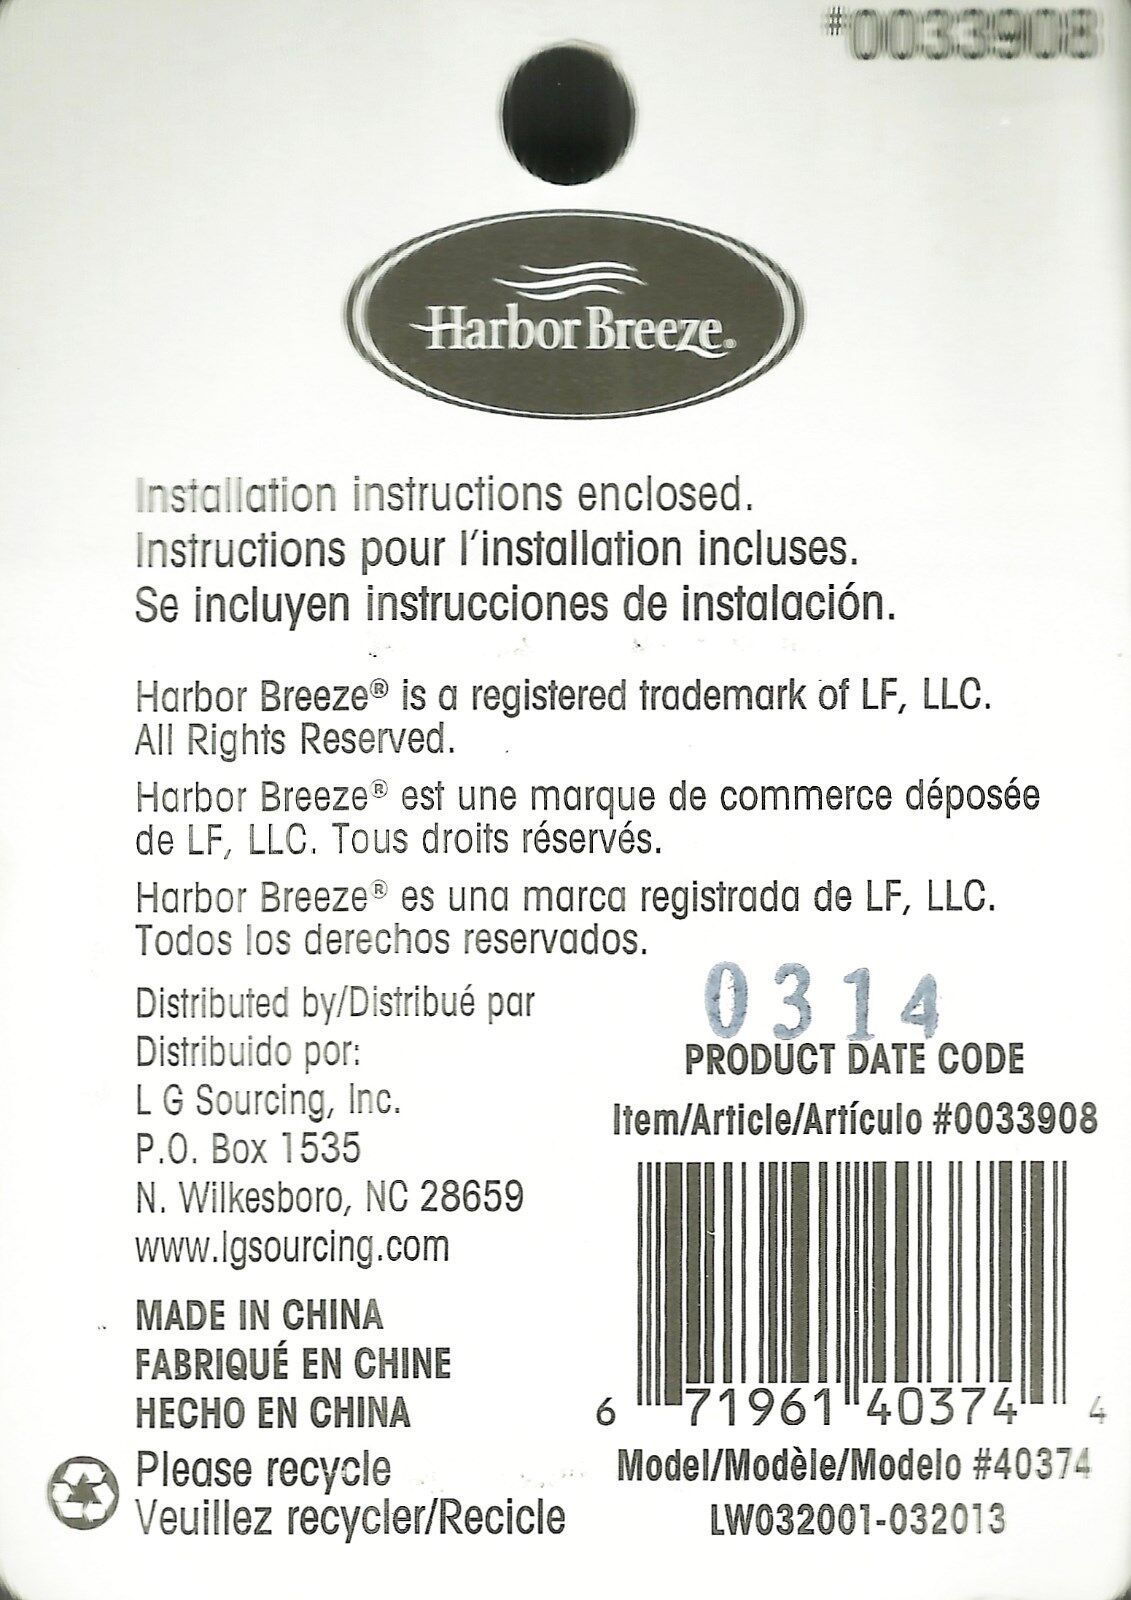 #0033908
Harbor Breeze®
Installation instructions enclosed.
Instructions pour l'installation incluses.
Se incluyen instrucciones de instalación.
Harbor Breeze® is a registered trademark of LF, LLC.
All Rights Reserved.
Harbor Breeze® est une marque de commerce déposée
de LF, LLC. Tous droits réservés.
Harbor Breeze® es una marca registrada de LF, LLC.
Todos los derechos reservados.
Distributed by/Distribué par
Distribuido por:
L G Sourcing, Inc.
P.O. Box 1535
N. Wilkesboro, NC 28659
www.lgsourcing.com
MADE IN CHINA
FABRIQUÉ EN CHINE
HECHO EN CHINA
Please recycle
Veuillez recycler/Recicle
0314
PRODUCT DATE CODE
Item/Article/Artículo #0033908
6 71961 40374 4
Model/Modèle/Modelo #40374
LW032001-032013